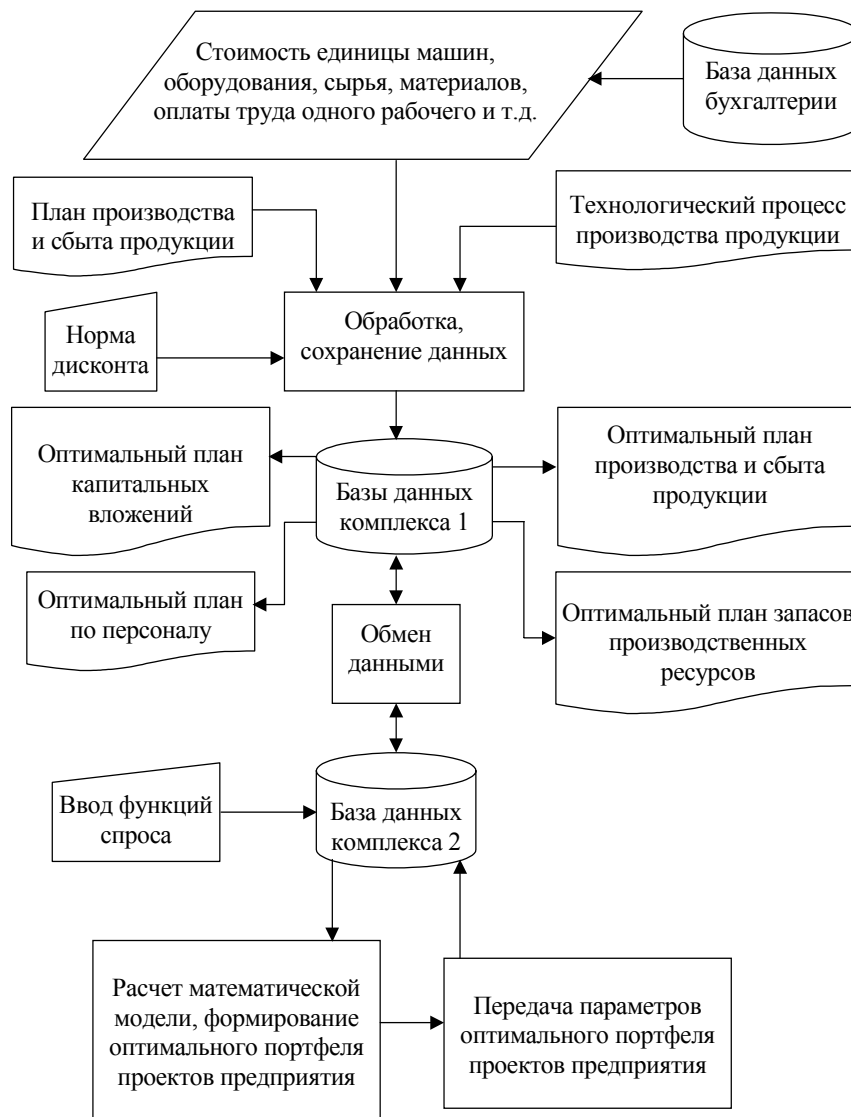 Стоимость единицы машин,
оборудования, сырья, материалов,
оплаты труда одного рабочего и т.д.
База данных
бухгалтерии
План производства
и сбыта продукции
Технологический процесс
производства продукции
Норма
дисконта
Обработка,
сохранение данных
Оптимальный план
капитальных
вложений
Базы данных
комплекса 1
Оптимальный план
производства и сбыта
продукции
Оптимальный план
по персоналу
Обмен
данными
Оптимальный план запасов
производственных
ресурсов
Ввод функций
спроса
База данных
комплекса 2
Расчет математической
модели, формирование
оптимального портфеля
проектов предприятия
Передача параметров
оптимального портфеля
проектов предприятия